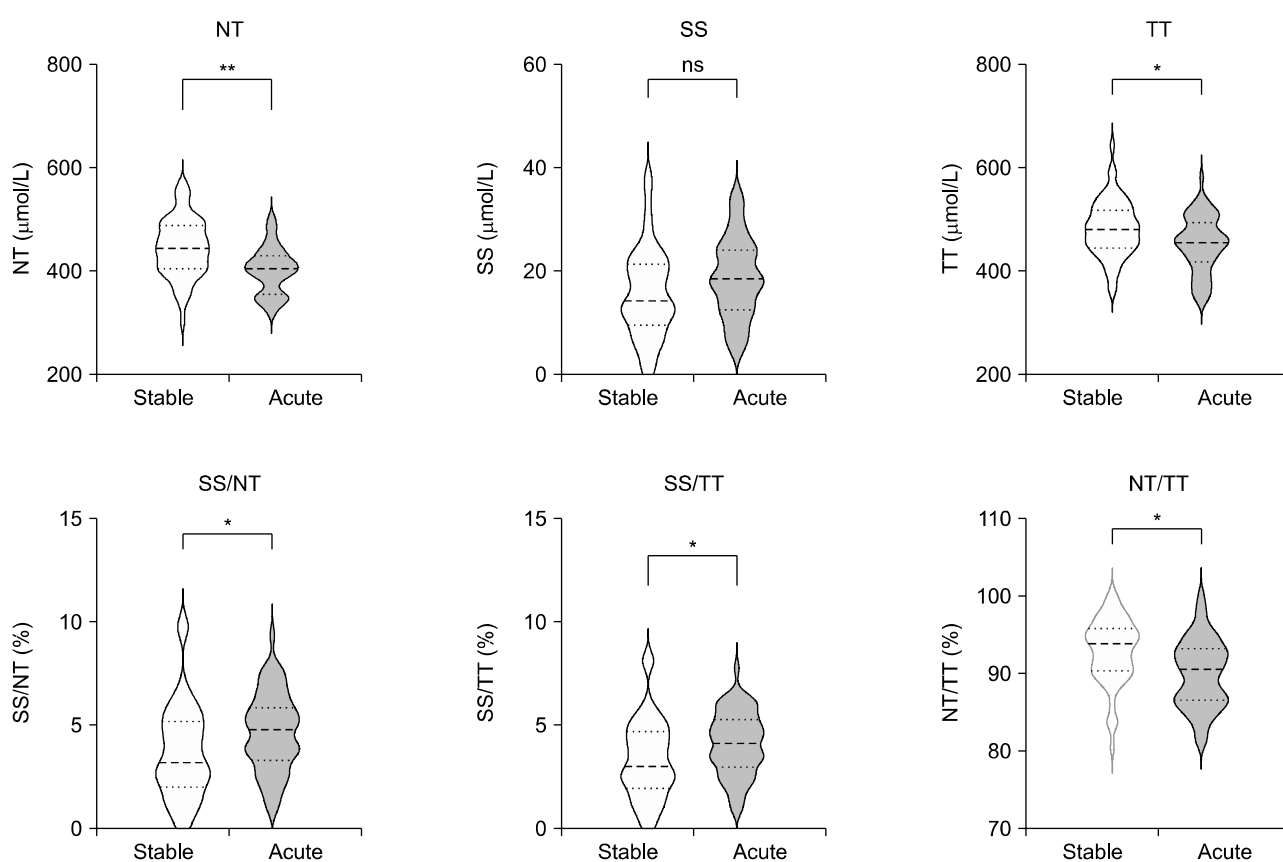 NT
800
600
400
200
NT (μmol/L)
**
Stable
Acute
SS
60
40
20
0
SS (μmol/L)
ns
Stable
Acute
TT
800
600
400
200
TT (μmol/L)
*
Stable
Acute
SS/NT
15
10
5
0
SS/NT (%)
*
Stable
Acute
SS/TT
15
10
5
0
SS/TT (%)
*
Stable
Acute
NT/TT
110
100
90
80
70
NT/TT (%)
*
Stable
Acute